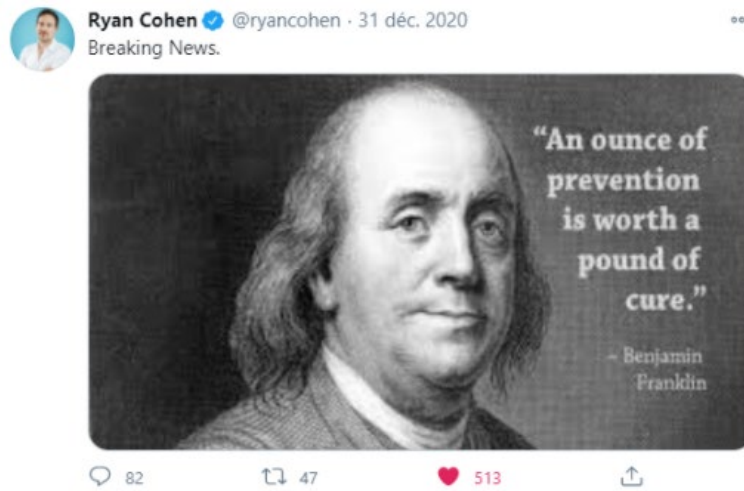 Ryan Cohen @ryancohen · 31 déc. 2020
Breaking News.
“An ounce of
prevention
is worth a
pound of
cure.”
– Benjamin
Franklin
82 47 513